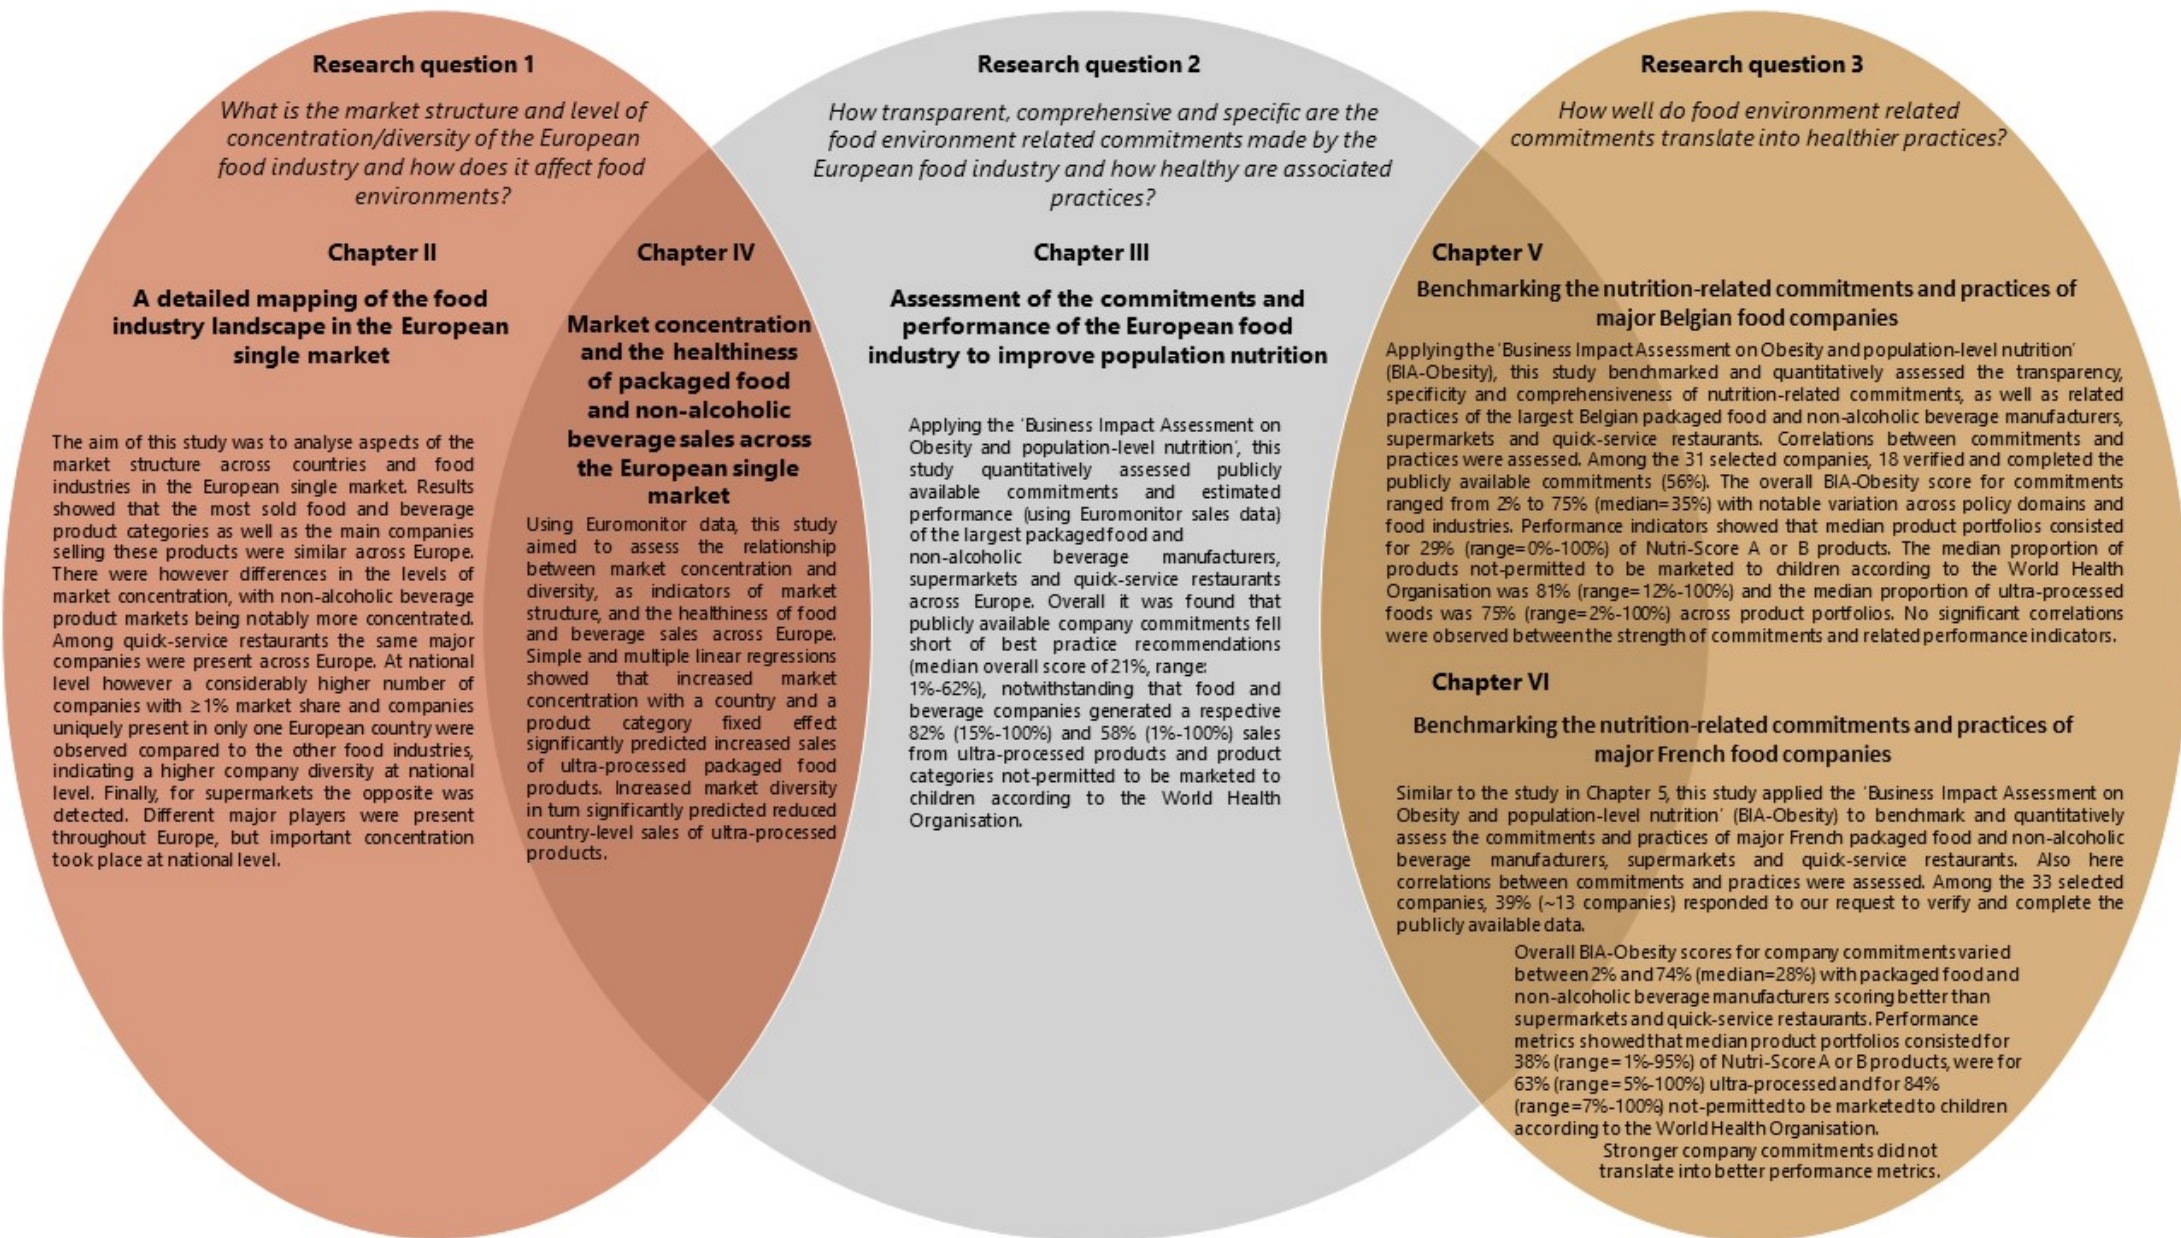 Research question 1
What is the market structure and level of
concentration/diversity of the European
food industry and how does it affect food
environments?
Chapter II
A detailed mapping of the food
industry landscape in the European
single market
The aim of this study was to analyse aspects of the
market structure across countries and food
industries in the European single market. Results
showed that the most sold food and beverage
product categories as well as the main companies
selling these products were similar across Europe.
There were however differences in the levels of
market concentration, with non-alcoholic beverage
product markets being notably more concentrated.
Among quick-service restaurants the same major
companies were present across Europe. At national
level however a considerably higher number of
companies with ≥1% market share and companies
uniquely present in only one European country were
observed compared to the other food industries,
indicating a higher company diversity at national
level. Finally, for supermarkets the opposite was
detected. Different major players were present
throughout Europe, but important concentration
took place at national level.
Chapter IV
Market concentration
and the healthiness
of packaged food
and non-alcoholic
beverage sales across
the European single
market
Using Euromonitor data, this study
aimed to assess the relationship
between market concentration and
diversity, as indicators of market
structure, and the healthiness of food
and beverage sales across Europe.
Simple and multiple linear regressions
showed that increased market
concentration with a country and a
product category fixed effect
significantly predicted increased sales
of ultra-processed packaged food
products. Increased market diversity
in turn significantly predicted reduced
country-level sales of ultra-processed
products.
Research question 2
How transparent, comprehensive and specific are the
food environment related commitments made by the
European food industry and how healthy are associated
practices?
Chapter III
Assessment of the commitments and
performance of the European food
industry to improve population nutrition
Applying the 'Business Impact Assessment on
Obesity and population-level nutrition', this
study quantitatively assessed publicly
available commitments and estimated
performance (using Euromonitor sales data)
of the largest packaged food and
non-alcoholic beverage manufacturers,
supermarkets and quick-service restaurants
across Europe. Overall it was found that
publicly available company commitments fell
short of best practice recommendations
(median overall score of 21%, range:
1%-62%), notwithstanding that food and
beverage companies generated a respective
82% (15%-100%) and 58% (1%-100%) sales
from ultra-processed products and product
categories not-permitted to be marketed to
children according to the World Health
Organisation.
Research question 3
How well do food environment related
commitments translate into healthier practices?
Chapter V
Benchmarking the nutrition-related commitments and practices of
major Belgian food companies
Applying the 'Business Impact Assessment on Obesity and population-level nutrition'
(BIA-Obesity), this study benchmarked and quantitatively assessed the transparency,
specificity and comprehensiveness of nutrition-related commitments, as well as related
practices of the largest Belgian packaged food and non-alcoholic beverage manufacturers,
supermarkets and quick-service restaurants. Correlations between commitments and
practices were assessed. Among the 31 selected companies, 18 verified and completed the
publicly available commitments (56%). The overall BIA-Obesity score for commitments
ranged from 2% to 75% (median=35%) with notable variation across policy domains and
food industries. Performance indicators showed that median product portfolios consisted
for 29% (range=0%-100%) of Nutri-Score A or B products. The median proportion of
products not-permitted to be marketed to children according to the World Health
Organisation was 81% (range=12%-100%) and the median proportion of ultra-processed
foods was 75% (range=2%-100%) across product portfolios. No significant correlations
were observed between the strength of commitments and related performance indicators.
Chapter VI
Benchmarking the nutrition-related commitments and practices of
major French food companies
Similar to the study in Chapter 5, this study applied the 'Business Impact Assessment on
Obesity and population-level nutrition' (BIA-Obesity) to benchmark and quantitatively
assess the commitments and practices of major French packaged food and non-alcoholic
beverage manufacturers, supermarkets and quick-service restaurants. Also here
correlations between commitments and practices were assessed. Among the 33 selected
companies, 39% (~13 companies) responded to our request to verify and complete the
publicly available data.
Overall BIA-Obesity scores for company commitments varied
between 2% and 74% (median=28%) with packaged food and
non-alcoholic beverage manufacturers scoring better than
supermarkets and quick-service restaurants. Performance
metrics showed that median product portfolios consisted for
38% (range=1%-95%) of Nutri-Score A or B products, were for
63% (range=5%-100%) ultra-processed and for 84%
(range=7%-100%) not-permitted to be marketed to children
according to the World Health Organisation.
Stronger company commitments did not
translate into better performance metrics.